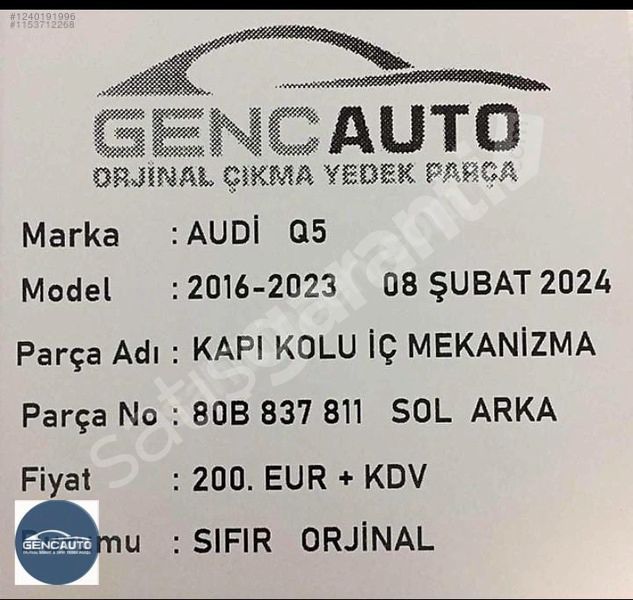 #1240191996
#1153712268
GENCAUTO
ORJİNAL ÇIKMA YEDEK PARÇA
Marka : AUDİ Q5
Model : 2016-2023 08 ŞUBAT 2024
Parça Adı : KAPI KOLU İÇ MEKANİZMA
Parça No : 80B 837 811 SOL ARKA
Fiyat : 200. EUR + KDV
: SIFIR ORJİNAL
GENCAUTO
satısgaranti